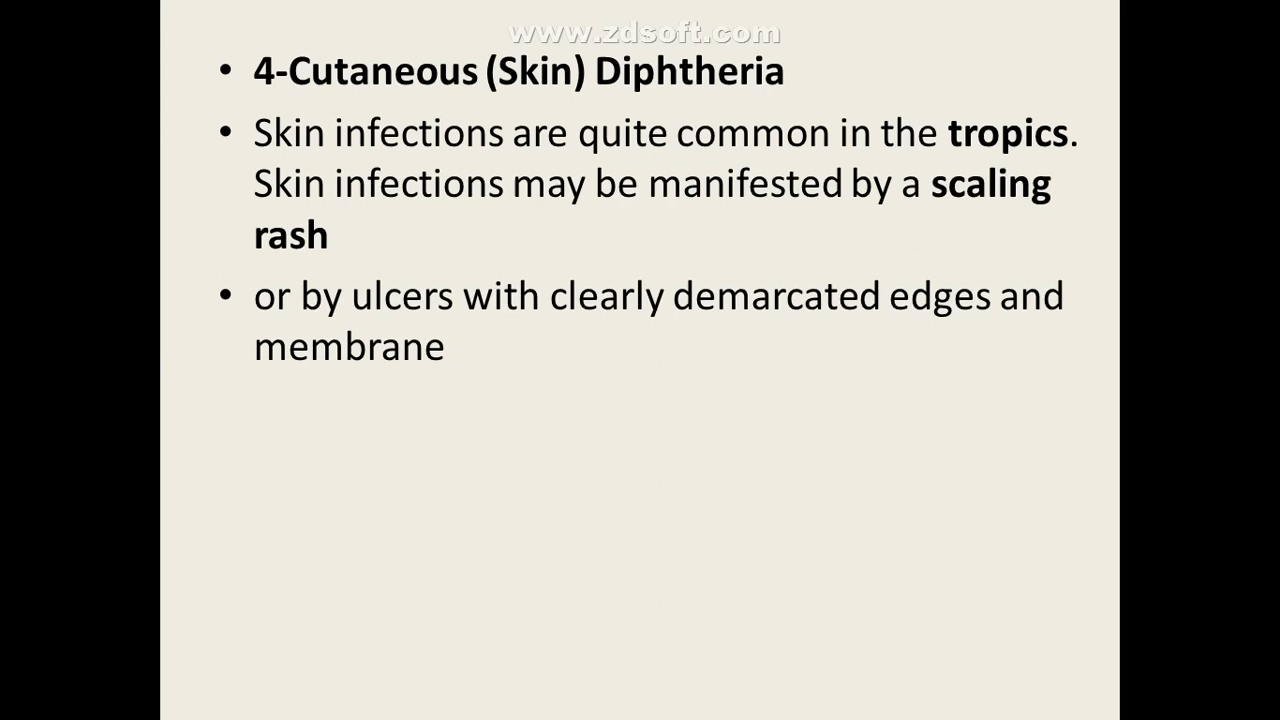 www.zdsoft.com
• 4-Cutaneous (Skin) Diphtheria
• Skin infections are quite common in the tropics.
Skin infections may be manifested by a scaling
rash
• or by ulcers with clearly demarcated edges and
membrane